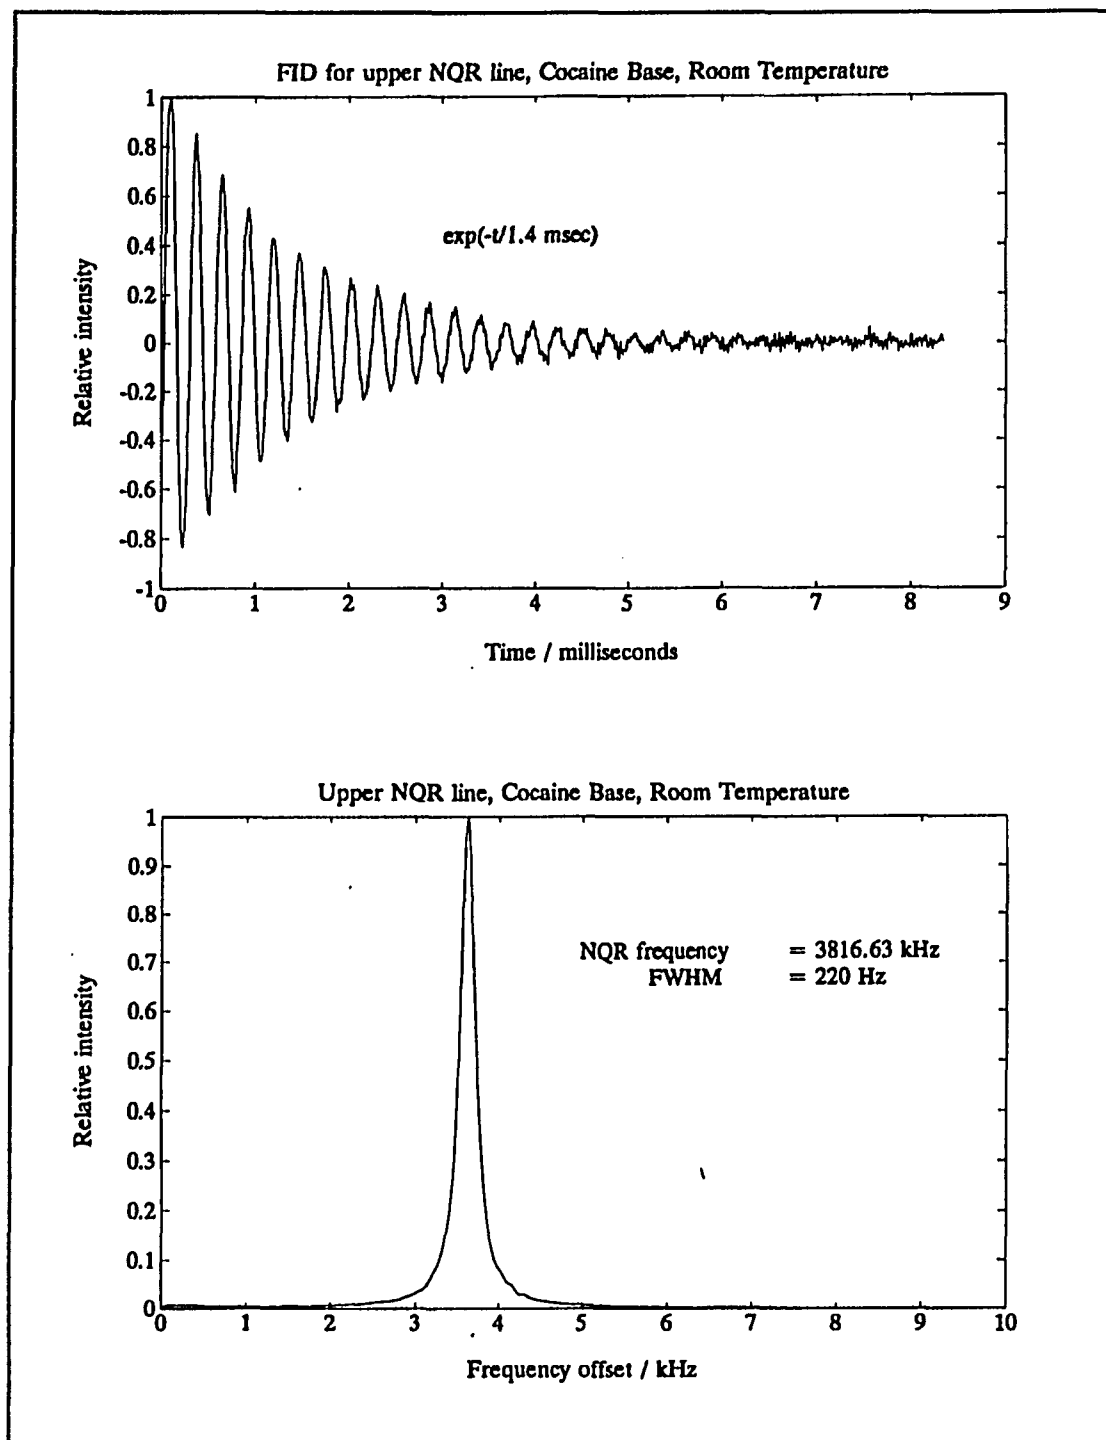 FID for upper NQR line, Cocaine Base, Room Temperature
1
0.8
0.6
0.4
0.2
0
-0.2
-0.4
-0.6
-0.8
-1
Relative intensity
exp(-t/1.4 msec)
0 1 2 3 4 5 6 7 8 9
Time / milliseconds
Upper NQR line, Cocaine Base, Room Temperature
1
0.9
0.8
0.7
0.6
0.5
0.4
0.3
0.2
0.1
0
Relative intensity
NQR frequency = 3816.63 kHz
FWHM = 220 Hz
0 1 2 3 4 5 6 7 8 9 10
Frequency offset / kHz